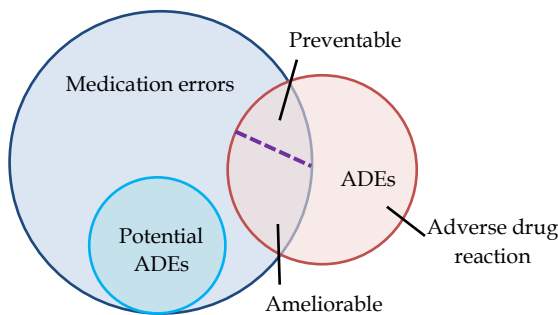 Preventable
Medication errors
ADEs
Adverse drug
reaction
Potential
ADEs
Ameliorable